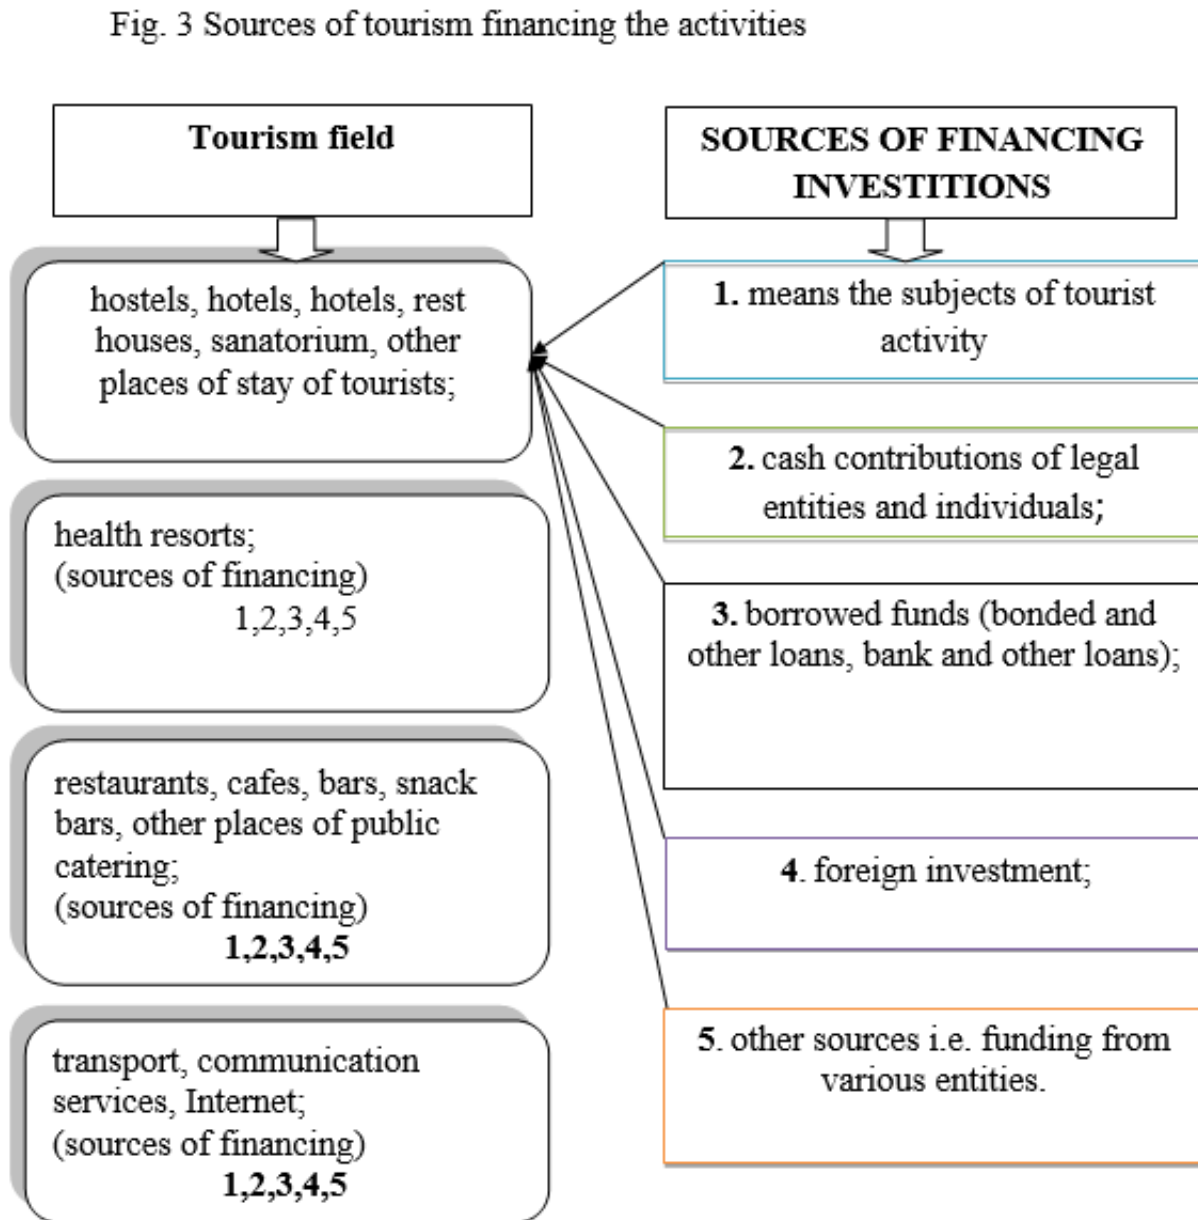 Fig. 3 Sources of tourism financing the activities
Tourism field
hostels, hotels, hotels, rest
houses, sanatorium, other
places of stay of tourists;
health resorts;
(sources of financing)
1,2,3,4,5
restaurants, cafes, bars, snack
bars, other places of public
catering;
(sources of financing)
1,2,3,4,5
transport, communication
services, Internet;
(sources of financing)
1,2,3,4,5
SOURCES OF FINANCING
INVESTITIONS
1. means the subjects of tourist
activity
2. cash contributions of legal
entities and individuals;
3. borrowed funds (bonded and
other loans, bank and other loans);
4. foreign investment;
5. other sources i.e. funding from
various entities.